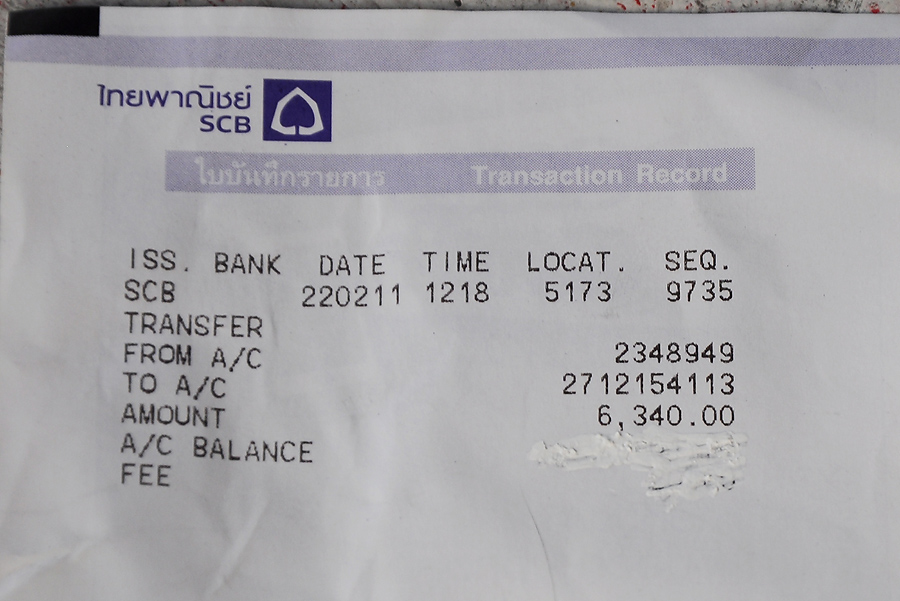 ไทยพาณิชย์
SCB
ใบบันทึกรายการ Transaction Record
ISS. BANK DATE TIME LOCAT. SEQ.
SCB 220211 1218 5173 9735
TRANSFER
FROM A/C 2348949
TO A/C 2712154113
AMOUNT 6,340.00
A/C BALANCE
FEE